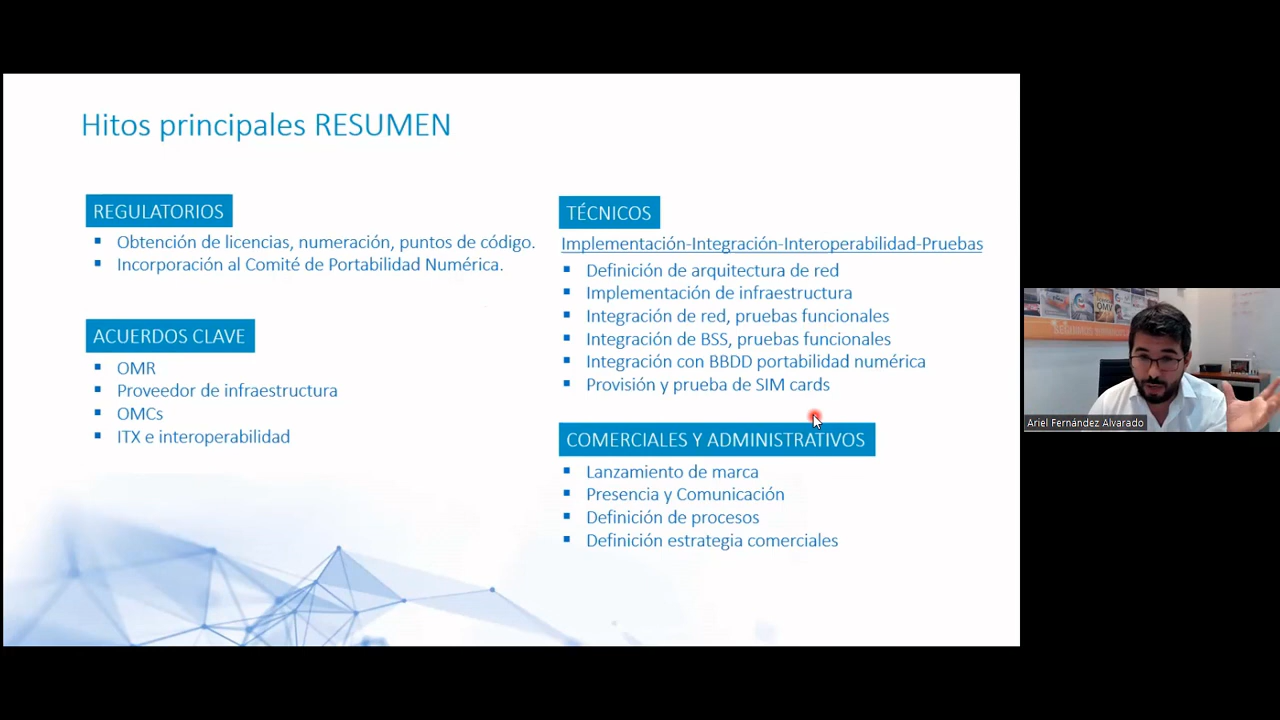 Hitos principales RESUMEN
REGULATORIOS
Obtención de licencias, numeración, puntos de código.
Incorporación al Comité de Portabilidad Numérica.
ACUERDOS CLAVE
OMR
Proveedor de infraestructura
OMCs
ITX e interoperabilidad
TÉCNICOS
Implementación-Integración-Interoperabilidad-Pruebas
Definición de arquitectura de red
Implementación de infraestructura
Integración de red, pruebas funcionales
Integración de BSS, pruebas funcionales
Integración con BBDD portabilidad numérica
Provisión y prueba de SIM cards
COMERCIALES Y ADMINISTRATIVOS
Lanzamiento de marca
Presencia y Comunicación
Definición de procesos
Definición estrategia comerciales
OMV
Ariel Fernández Alvarado